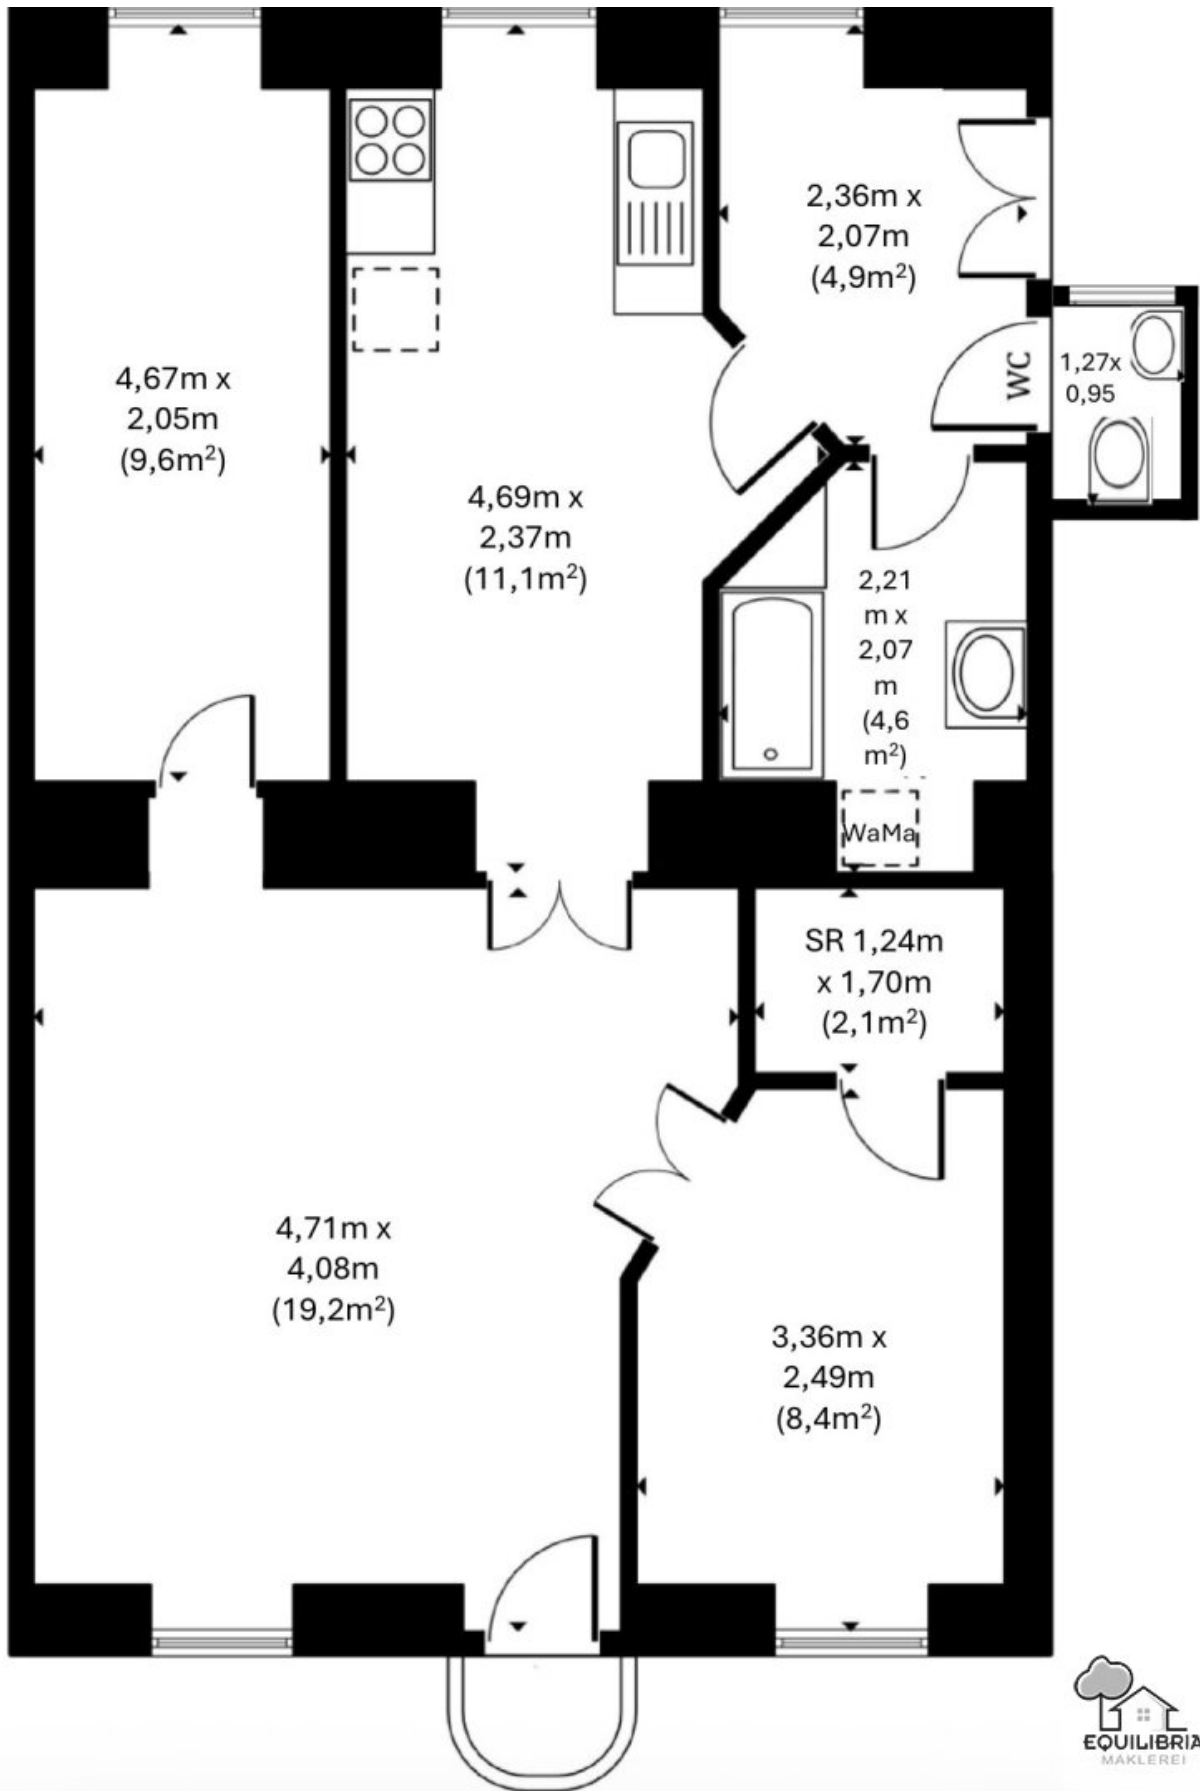 2,36m x
2,07m
(4,9m²)
WC
1,27x
0,95
4,67m x
2,05m
(9,6m²)
4,69m x
2,37m
(11,1m²)
2,21
m x
2,07
m
(4,6
m²)
WaMa
SR 1,24m
x 1,70m
(2,1m²)
4,71m x
4,08m
(19,2m²)
3,36m x
2,49m
(8,4m²)
EQUILIBRIA
MAKLEREI